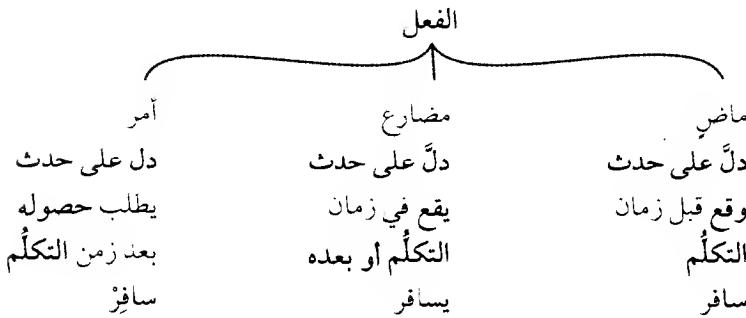 الفعل
ماضٍ
دلَّ على حدث
وقع قبل زمان
التكلُّم
سافر
مضارع
دلَّ على حدث
يقع في زمان
التكلُّم أو بعده
يسافر
أمر
دل على حدث
يطلب حصوله
بعد زمن التكلُّم
سافِرْ